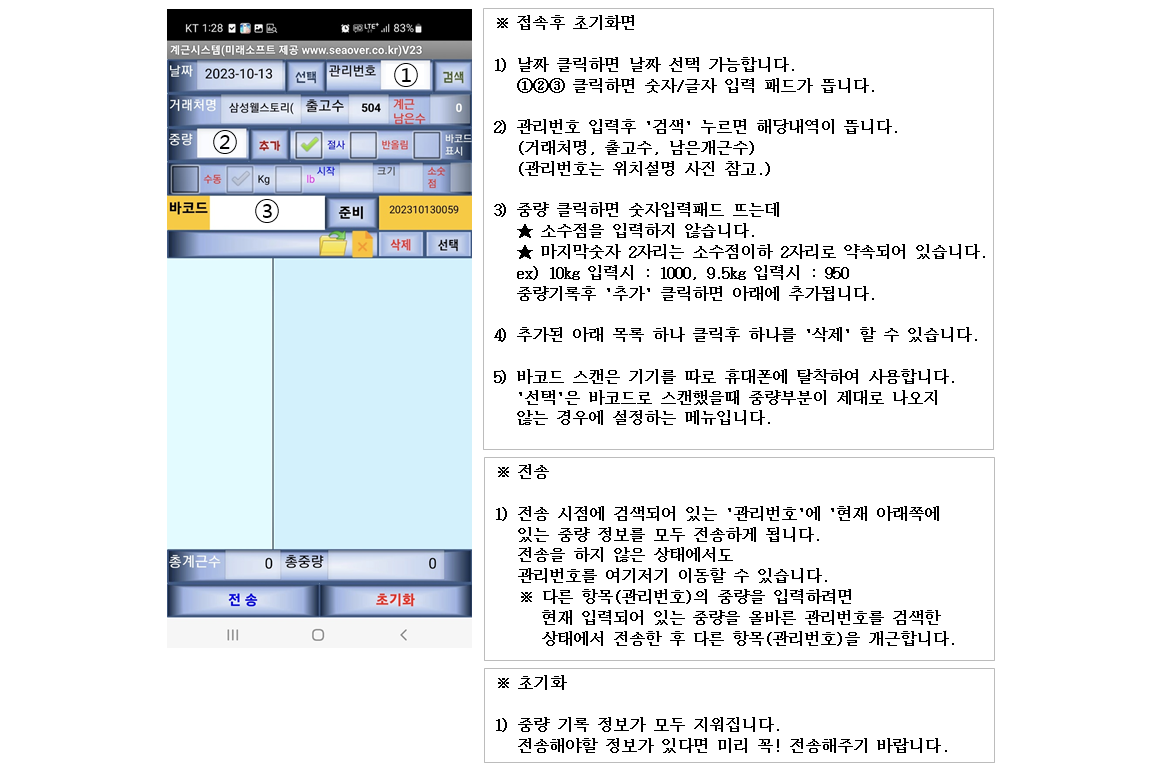 KT 1:28
LTE+ 83%
계근시스템(미래소프트 제공 www.seaover.co.kr)V23
날짜 2023-10-13 선택 관리번호 ① 검색
거래처명 삼성웰스토리( 출고수 504 계근남은수 0
중량 ② 추가 절사 반올림 바코드표시
수동 Kg lb 시작 크기 소숫점
바코드 ③ 준비 202310130059
삭제 선택
총계근수 0 총중량 0
전 송 초기화
※ 접속후 초기화면
1) 날짜 클릭하면 날짜 선택 가능합니다.
①②③ 클릭하면 숫자/글자 입력 패드가 뜹니다.
2) 관리번호 입력후 '검색' 누르면 해당내역이 뜹니다.
(거래처명, 출고수, 남은개근수)
(관리번호는 위치설명 사진 참고.)
3) 중량 클릭하면 숫자입력패드 뜨는데
★ 소수점을 입력하지 않습니다.
★ 마지막숫자 2자리는 소수점이하 2자리로 약속되어 있습니다.
ex) 10kg 입력시 : 1000, 9.5kg 입력시 : 950
중량기록후 '추가' 클릭하면 아래에 추가됩니다.
4) 추가된 아래 목록 하나 클릭후 하나를 '삭제' 할 수 있습니다.
5) 바코드 스캔은 기기를 따로 휴대폰에 탈착하여 사용합니다.
'선택'은 바코드로 스캔했을때 중량부분이 제대로 나오지
않는 경우에 설정하는 메뉴입니다.
※ 전송
1) 전송 시점에 검색되어 있는 '관리번호'에 '현재 아래쪽에
있는 중량 정보를 모두 전송하게 됩니다.
전송을 하지 않은 상태에서도
관리번호를 여기저기 이동할 수 있습니다.
※ 다른 항목(관리번호)의 중량을 입력하려면
현재 입력되어 있는 중량을 올바른 관리번호를 검색한
상태에서 전송한 후 다른 항목(관리번호)을 개근합니다.
※ 초기화
1) 중량 기록 정보가 모두 지워집니다.
전송해야할 정보가 있다면 미리 꼭! 전송해주기 바랍니다.